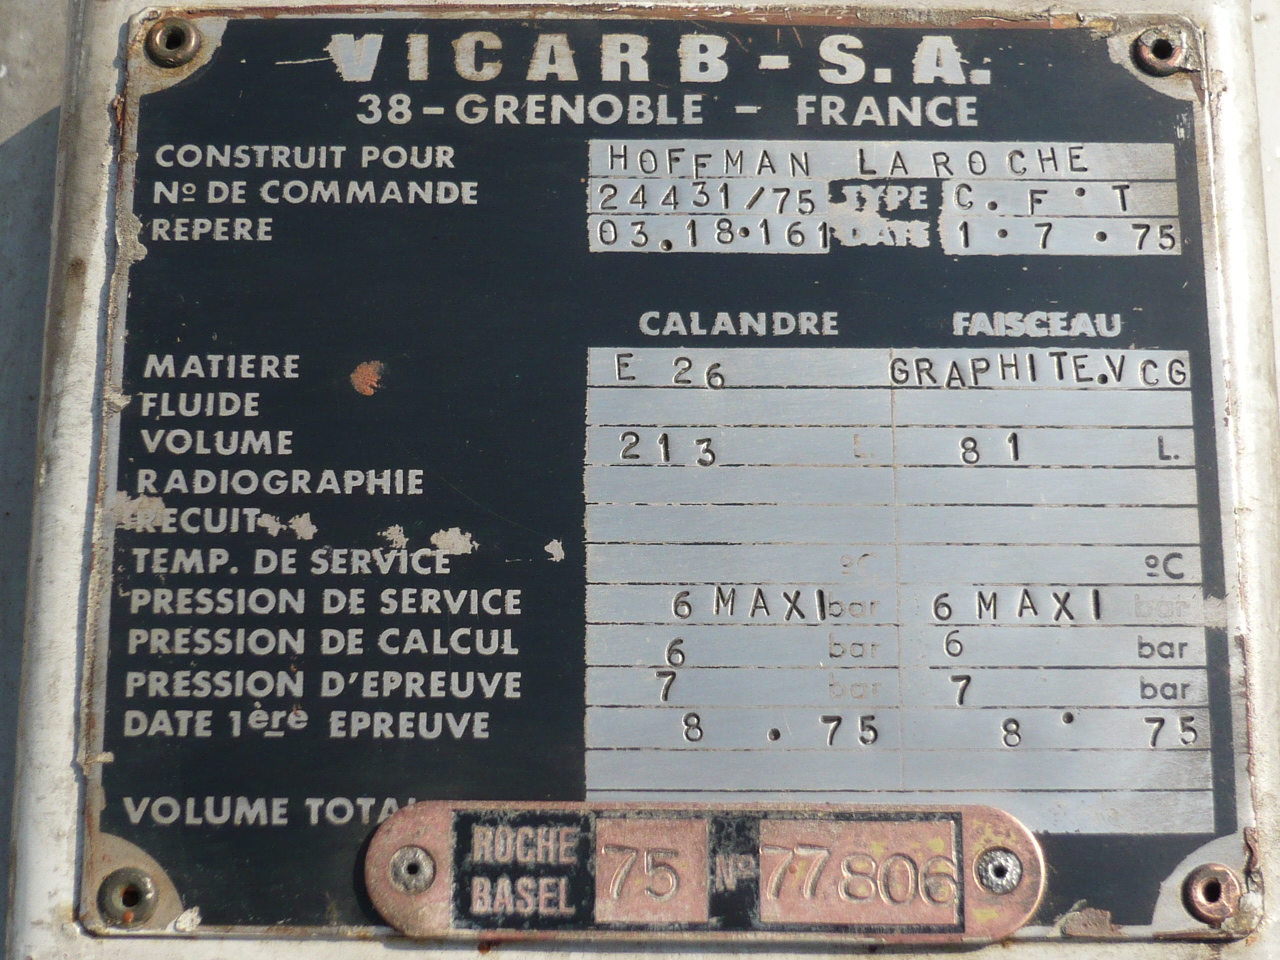 VICARB-S.A.
38-GRENOBLE - FRANCE
CONSTRUIT POUR HOFFMAN LA ROCHE
Nº DE COMMANDE 24431/75 TYPE C.F.T
REPERE 03.18.161 DATE 1.7.75
CALANDRE FAISCEAU
MATIERE E 26 GRAPHITE.VCG
FLUIDE
VOLUME 213 L. 81 L.
RADIOGRAPHIE
RECUIT
TEMP. DE SERVICE ºC ºC
PRESSION DE SERVICE 6 MAXI bar 6 MAXI bar
PRESSION DE CALCUL 6 bar 6 bar
PRESSION D'EPREUVE 7 bar 7 bar
DATE 1ère EPREUVE 8.75 8.75
VOLUME TOTAL
ROCHE BASEL 75 Nº 77806